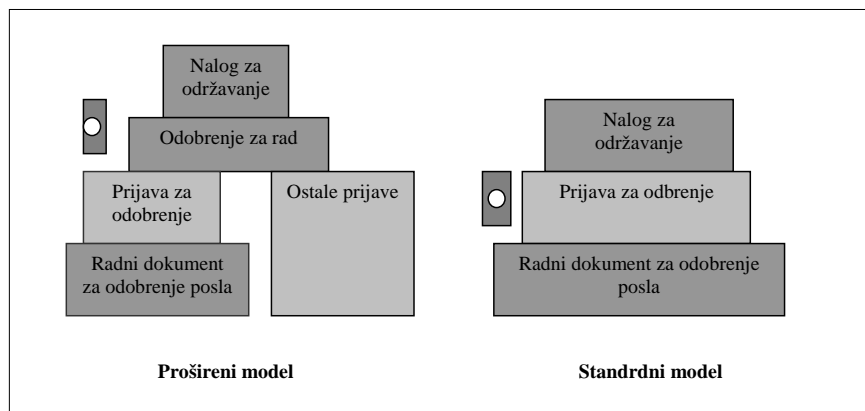 Nalog za
održavanje
Odobrenje za rad
Prijava za
odobrenje
Ostale prijave
Radni dokument
za odobrenje posla
Prošireni model
Nalog za
održavanje
Prijava za odbrenje
Radni dokument za odobrenje
posla
Standrdni model